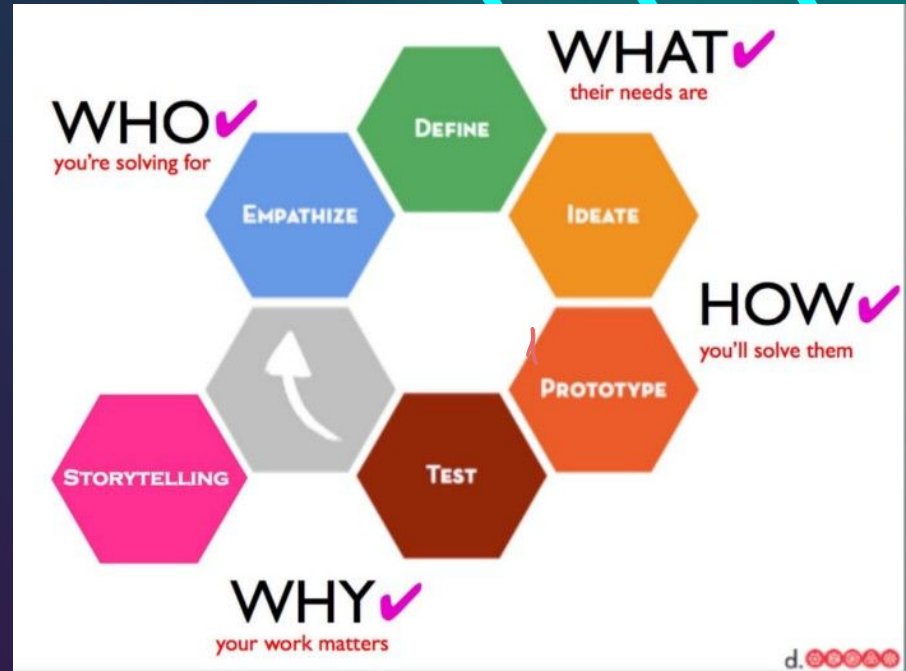 WHO✔
you're solving for
WHAT✔
their needs are
DEFINE
EMPATHIZE
IDEATE
HOW✔
you'll solve them
PROTOTYPE
TEST
STORYTELLING
WHY✔
your work matters
d.